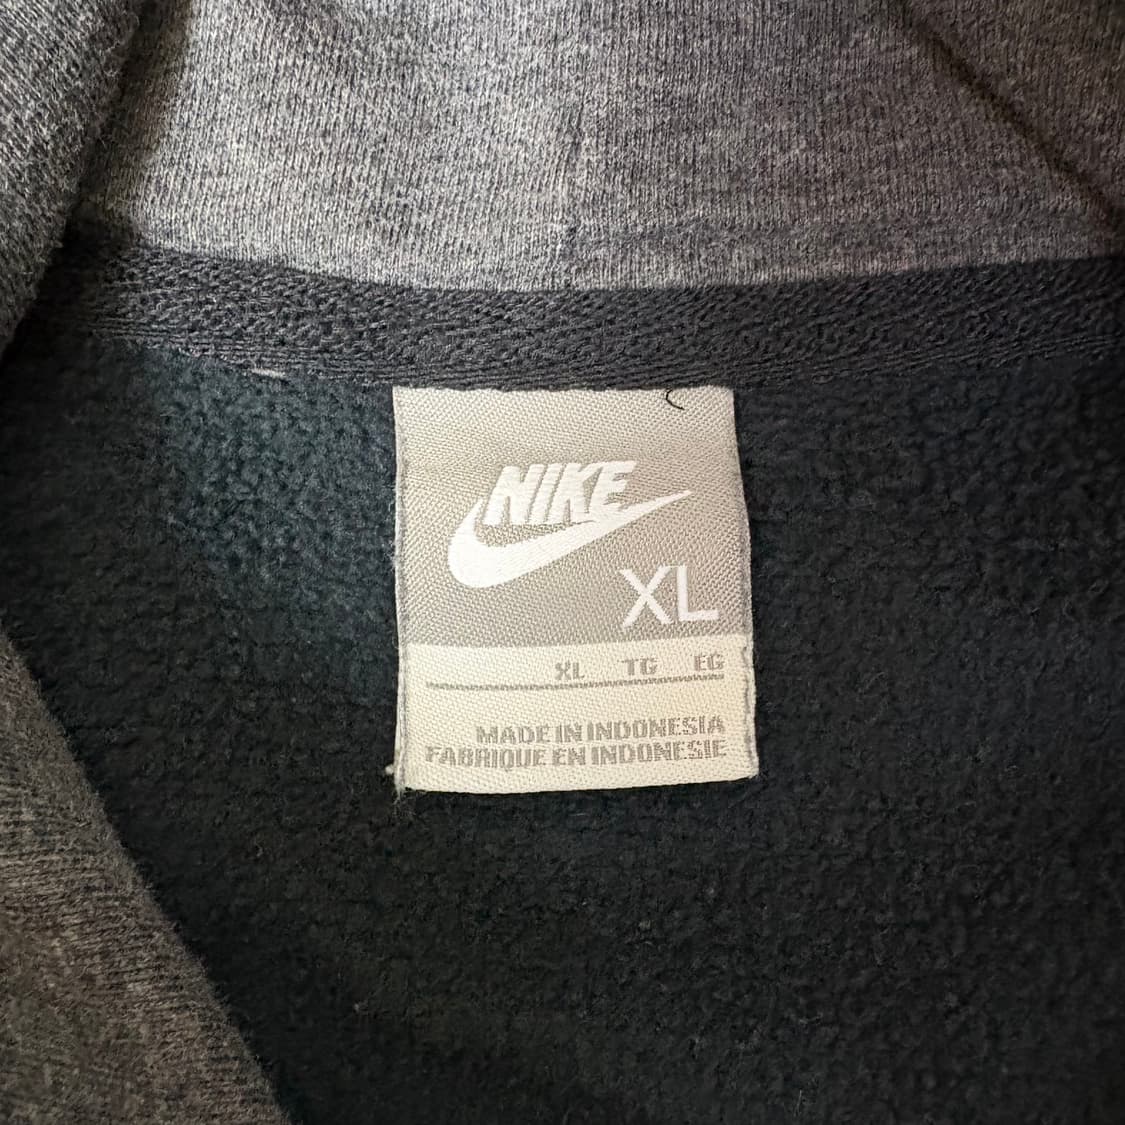 NIKE
XL
XL TG EG
MADE IN INDONESIA
FABRIQUE EN INDONESIE